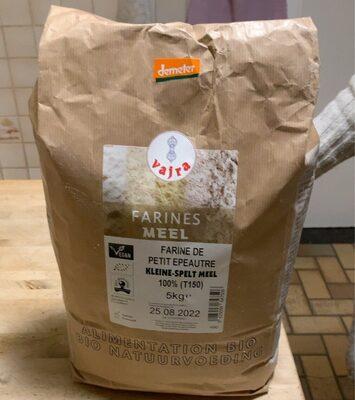 demeter
vajra
FARINES
MEEL
VEGAN
FARINE DE
PETIT EPEAUTRE
KLEINE-SPELT MEEL
100% (T150)
5kg
25.08.2022
ALIMENTATION BIO
BIO NATUURVOEDING